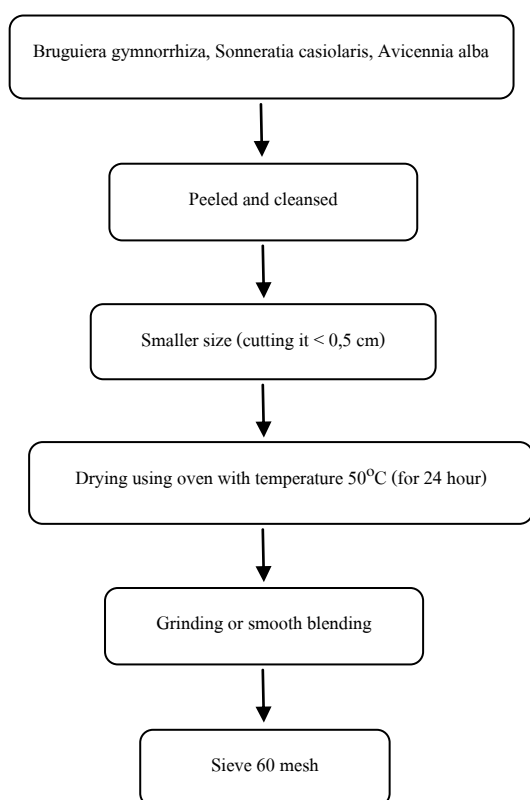 Bruguiera gymnorrhiza, Sonneratia casiolaris, Avicennia alba
Peeled and cleansed
Smaller size (cutting it < 0,5 cm)
Drying using oven with temperature 50°C (for 24 hour)
Grinding or smooth blending
Sieve 60 mesh